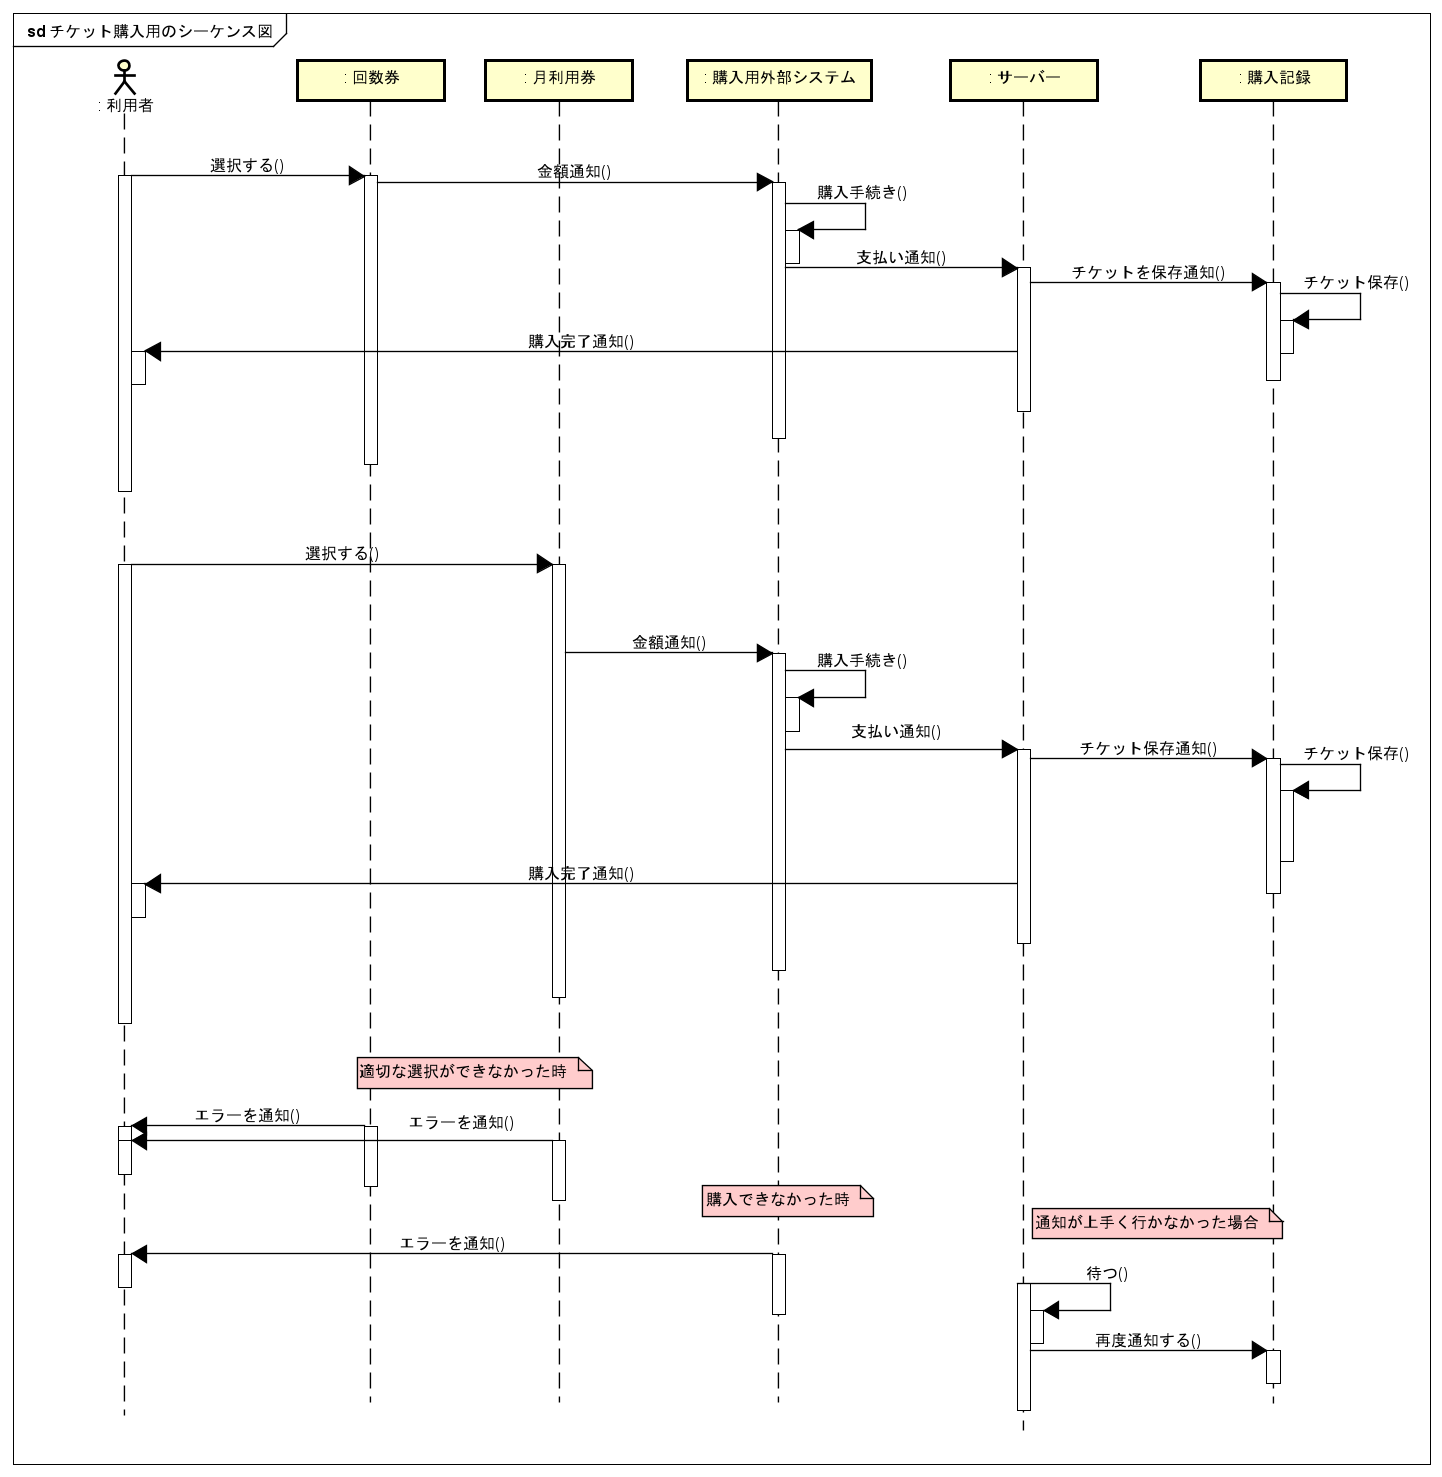 sd チケット購入用のシーケンス図
: 利用者
: 回数券
: 月利用券
: 購入用外部システム
: サーバー
: 購入記録
選択する()
金額通知()
購入手続き()
支払い通知()
チケットを保存通知()
チケット保存()
購入完了通知()
選択する()
金額通知()
購入手続き()
支払い通知()
チケット保存通知()
チケット保存()
購入完了通知()
適切な選択ができなかった時
エラーを通知()
エラーを通知()
購入できなかった時
通知が上手く行かなかった場合
エラーを通知()
待つ()
再度通知する()